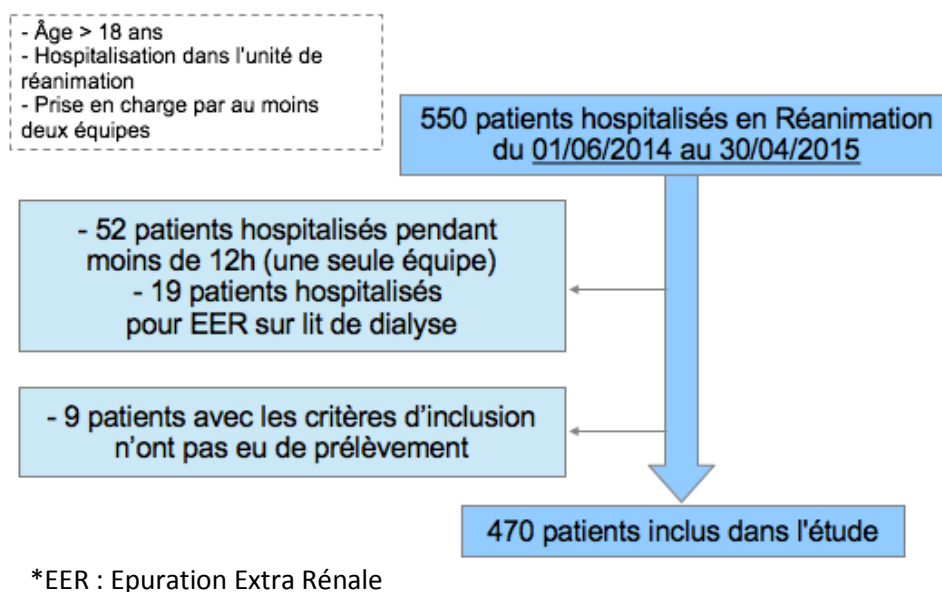 - Âge > 18 ans
- Hospitalisation dans l'unité de
réanimation
- Prise en charge par au moins
deux équipes
550 patients hospitalisés en Réanimation
du 01/06/2014 au 30/04/2015
- 52 patients hospitalisés pendant
moins de 12h (une seule équipe)
- 19 patients hospitalisés
pour EER sur lit de dialyse
- 9 patients avec les critères d’inclusion
n’ont pas eu de prélèvement
470 patients inclus dans l'étude
*EER : Epuration Extra Rénale